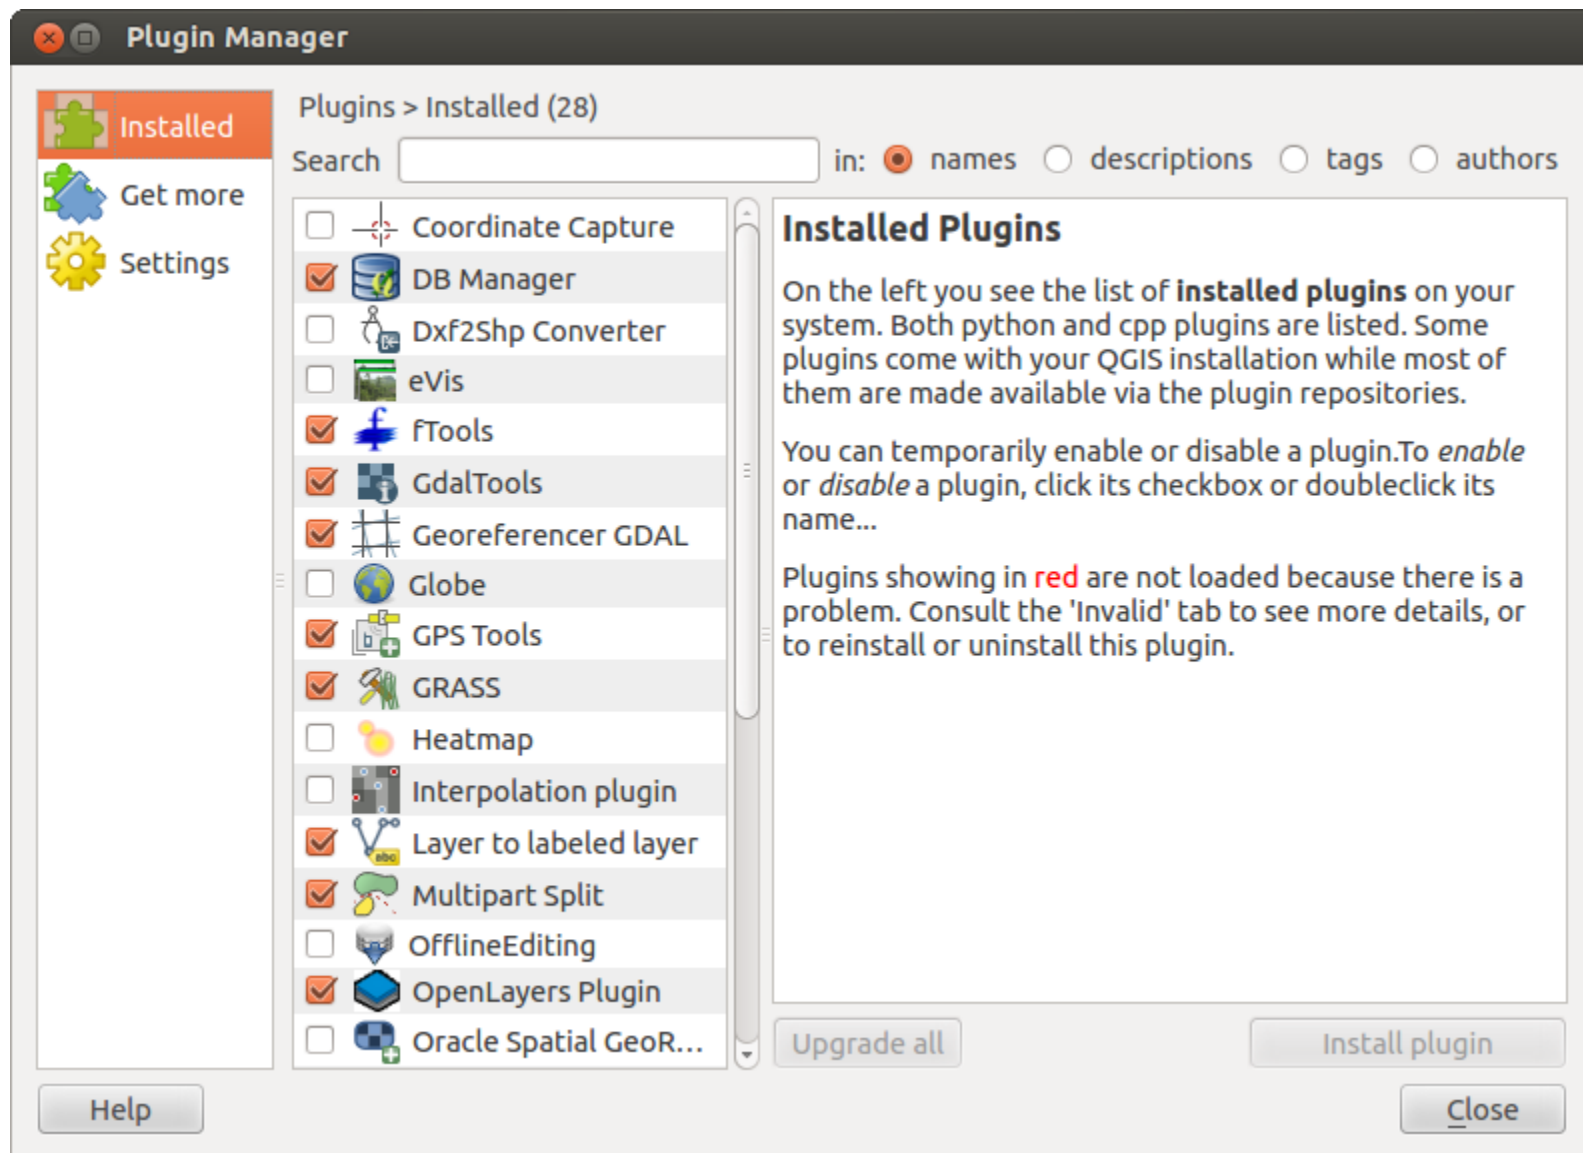 Plugin Manager
Installed
Get more
Settings
Plugins > Installed (28)
Search
in: names descriptions tags authors
Coordinate Capture
DB Manager
Dxf2Shp Converter
eVis
fTools
GdalTools
Georeferencer GDAL
Globe
GPS Tools
GRASS
Heatmap
Interpolation plugin
abc
Layer to labeled layer
Multipart Split
OfflineEditing
OpenLayers Plugin
Oracle Spatial GeoR...
Installed Plugins
On the left you see the list of installed plugins on your
system. Both python and cpp plugins are listed. Some
plugins come with your QGIS installation while most of
them are made available via the plugin repositories.
You can temporarily enable or disable a plugin.To enable
or disable a plugin, click its checkbox or doubleclick its
name...
Plugins showing in red are not loaded because there is a
problem. Consult the 'Invalid' tab to see more details, or
to reinstall or uninstall this plugin.
Upgrade all
Install plugin
Help
Close